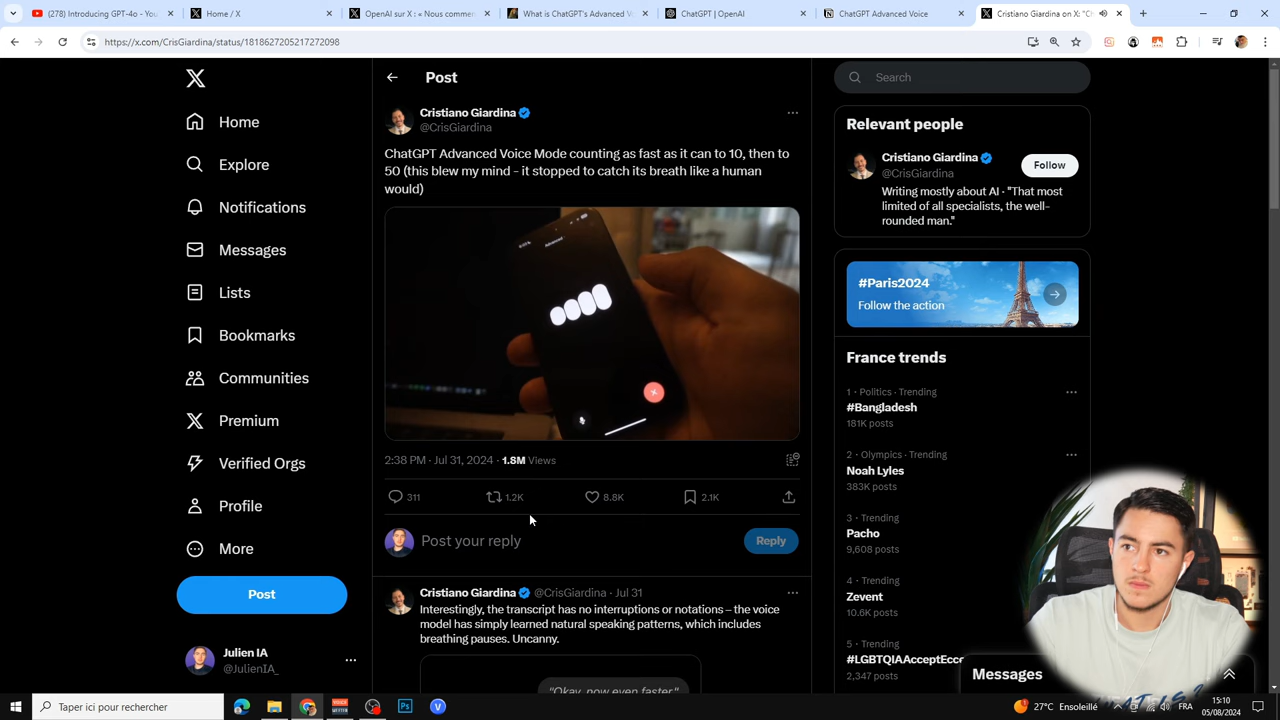 (278) Introducing GPT-4o - You
Home / X
OpenAI sur X : « Nous commen
What is ChatGPT's Advanced Vo
ChatGPT | OpenAI
ChatGPT Advanced Voice
Cristiano Giardina on X: "Ch
https://x.com/CrisGiardina/status/1818627205217272098
Home
Explore
Notifications
Messages
Lists
Bookmarks
Communities
Premium
Verified Orgs
Profile
More
Post
Julien IA
@JulienIA_
Post
Cristiano Giardina
@CrisGiardina
ChatGPT Advanced Voice Mode counting as fast as it can to 10, then to
50 (this blew my mind - it stopped to catch its breath like a human
would)
2:38 PM · Jul 31, 2024 · 1.8M Views
311 1.2K 8.8K 2.1K
Post your reply
Reply
Cristiano Giardina @CrisGiardina · Jul 31
Interestingly, the transcript has no interruptions or notations – the voice
model has simply learned natural speaking patterns, which includes
breathing pauses. Uncanny.
"Okay, now even faster."
Search
Relevant people
Cristiano Giardina
@CrisGiardina
Follow
Writing mostly about AI · "That most
limited of all specialists, the well-
rounded man."
#Paris2024
Follow the action
France trends
1 · Politics · Trending
#Bangladesh
181K posts
2 · Olympics · Trending
Noah Lyles
383K posts
3 · Trending
Pacho
9,608 posts
4 · Trending
Zevent
10.6K posts
5 · Trending
#LGBTQIAAcceptEcce
2,347 posts
Messages
Taper ici pour rechercher
27°C Ensoleillé
FRA
15:10
05/08/2024